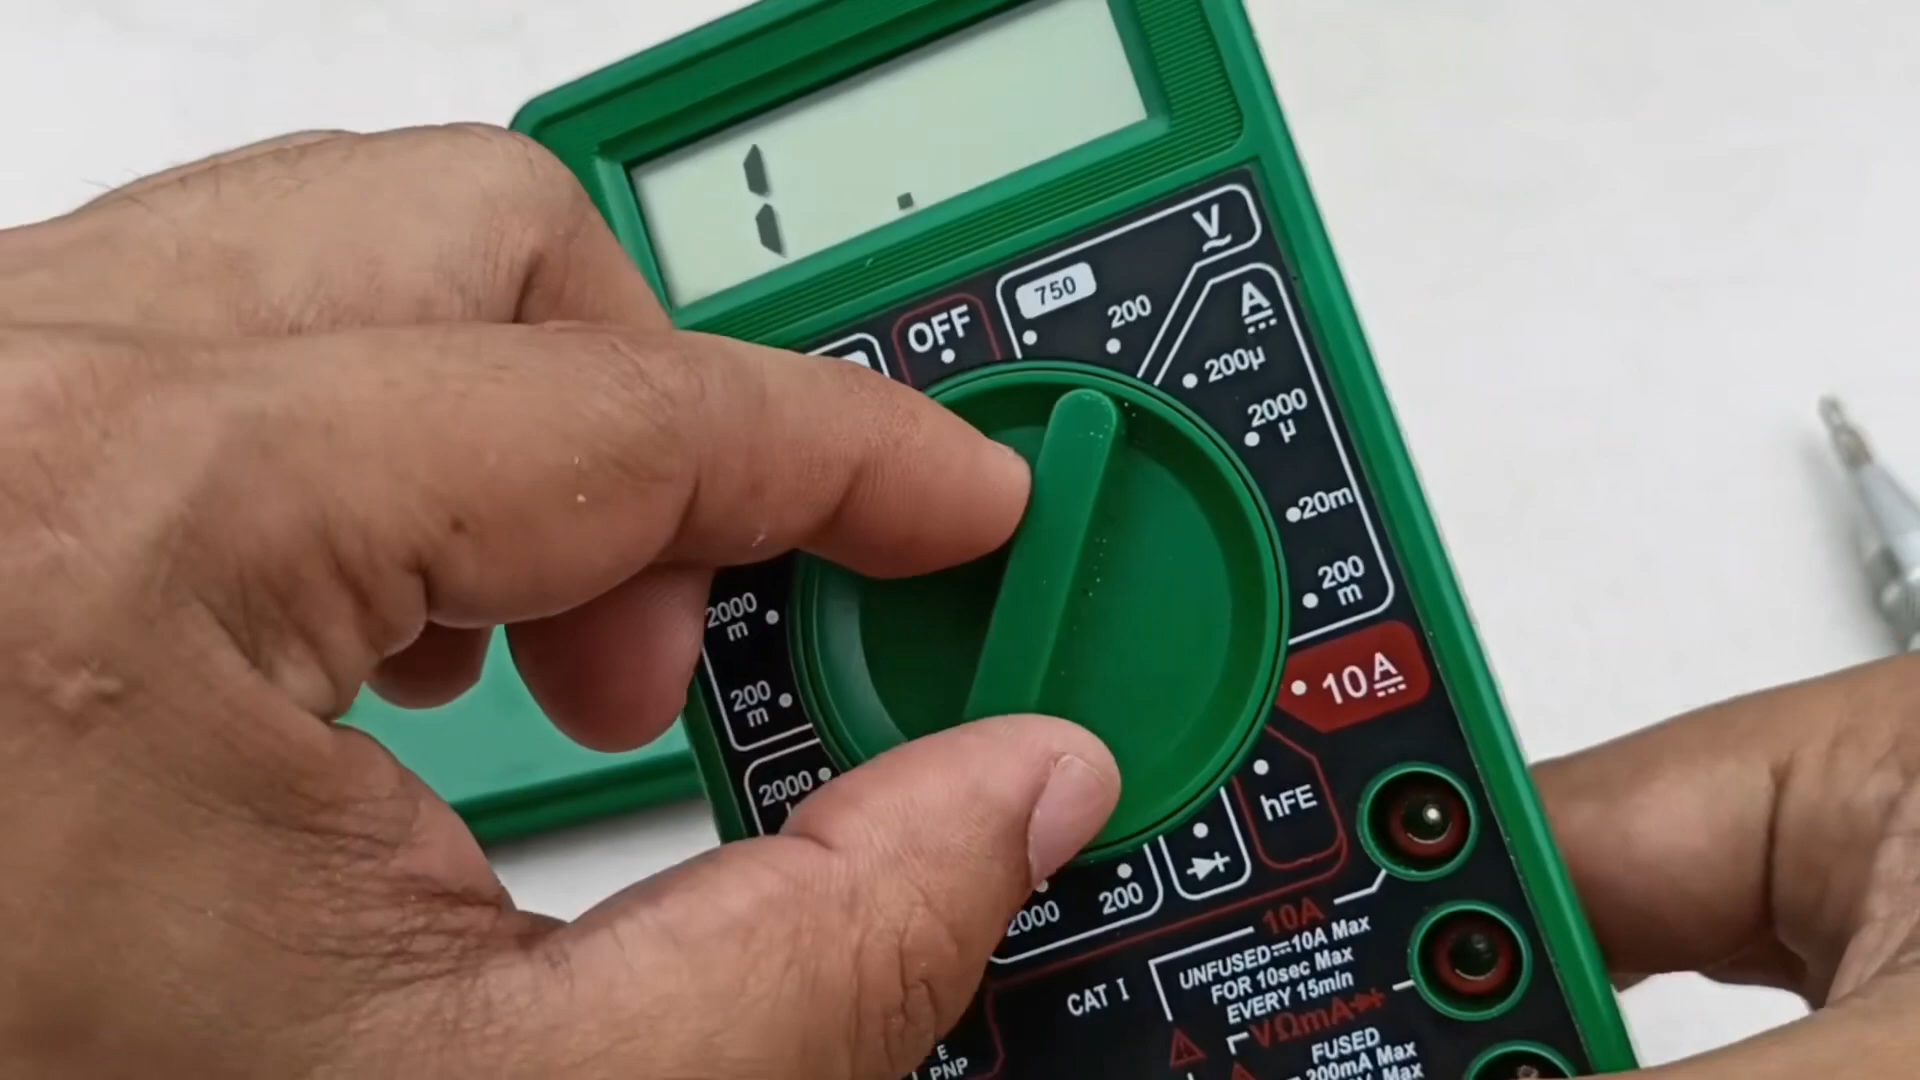 1 .
V
750
200
OFF
A
200µ
2000
µ
20m
200
m
10A
2000
m
200
m
2000
hFE
2000
200
10A
UNFUSED 10A Max
FOR 10sec Max
EVERY 15min
CAT I
VΩmA
FUSED
200mA Max
Max
E
PNP